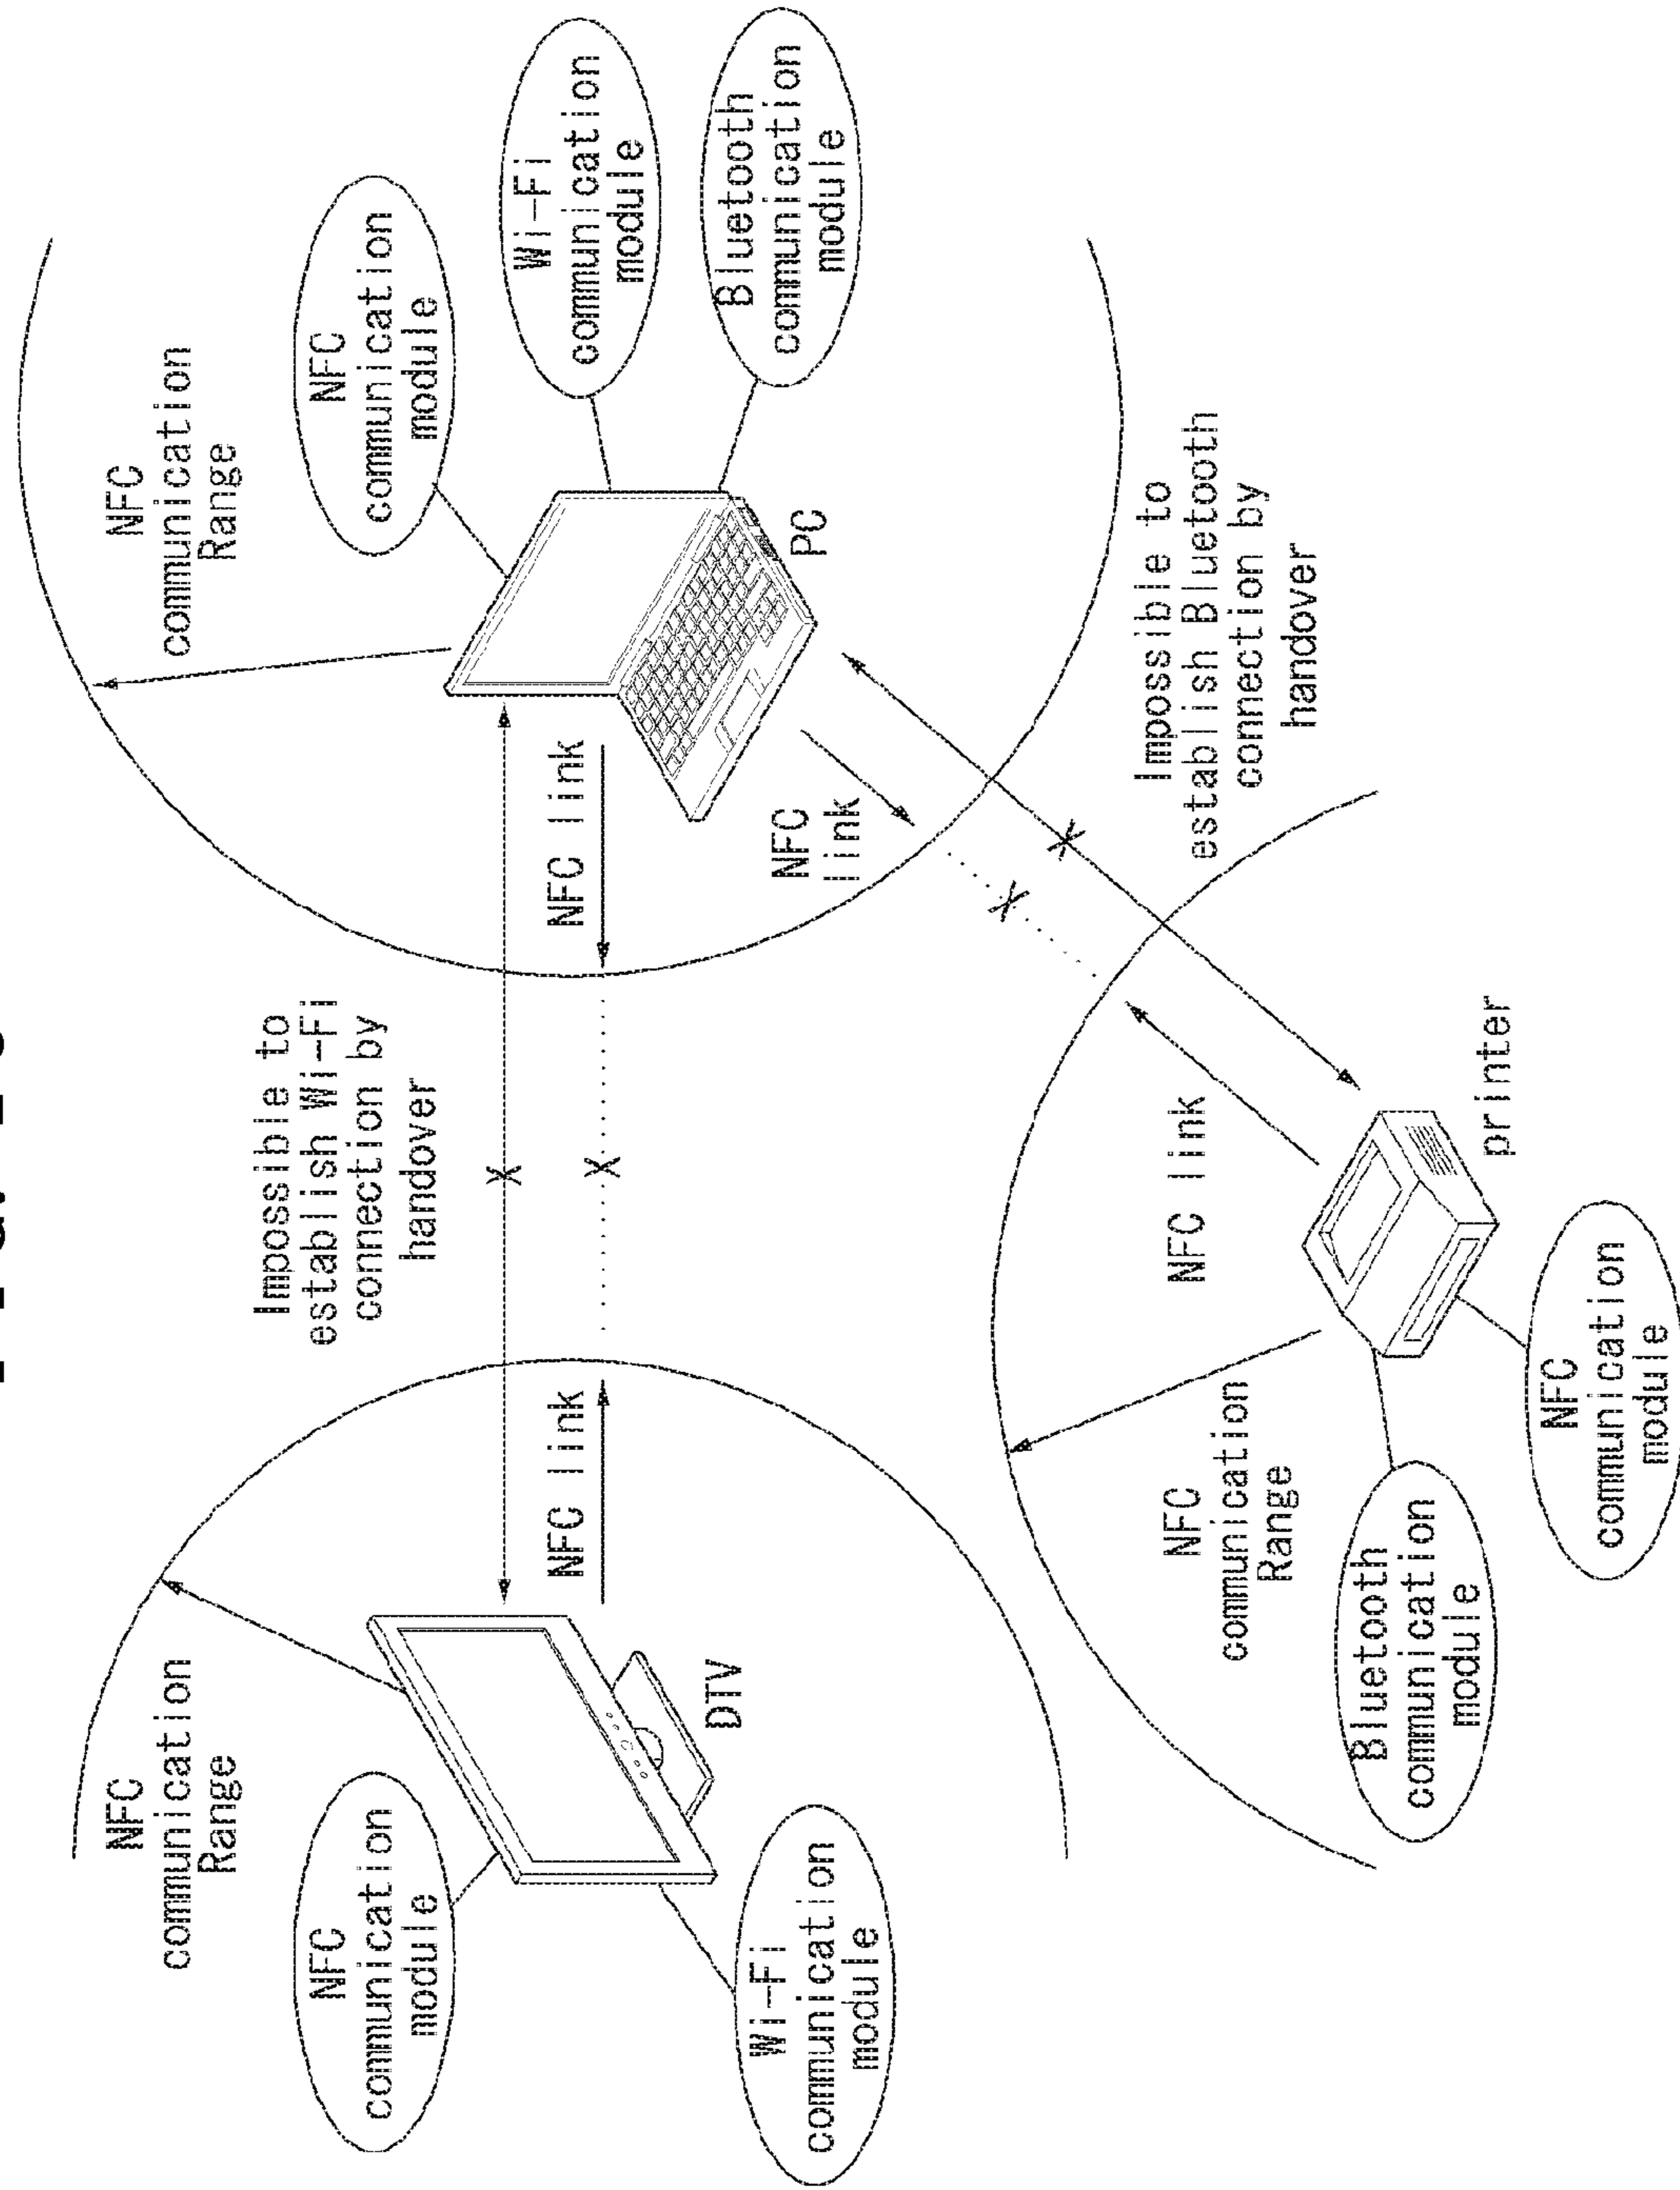 NFC
communication
Range
NFC
communication
module
Wi-Fi
communication
module
DTV
NFC link
Impossible to
establish Wi-Fi
connection by
handover
NFC link
NFC
communication
Range
NFC
communication
module
Wi-Fi
communication
module
Bluetooth
communication
module
PC
NFC
link
Impossible to
establish Bluetooth
connection by
handover
NFC link
NFC
communication
Range
Bluetooth
communication
module
NFC
communication
module
printer